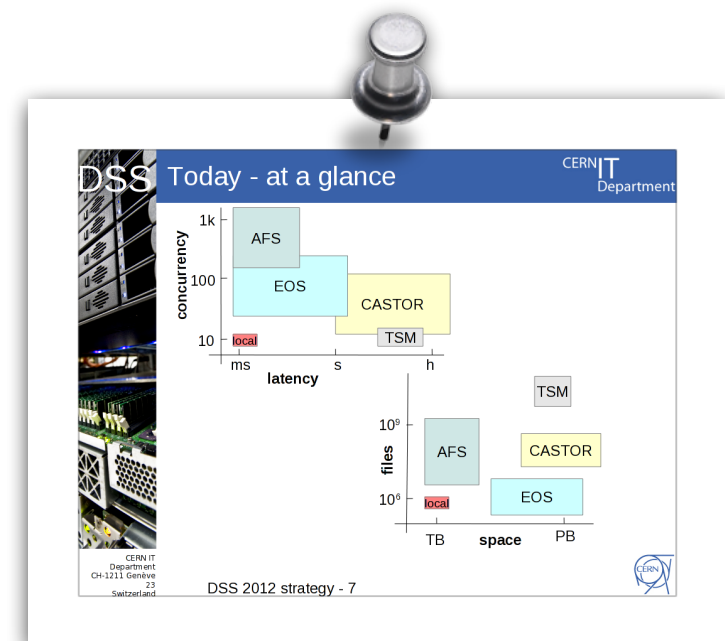 DSS Today - at a glance
CERN IT
Department
concurrency
1k
100
10
AFS
EOS
CASTOR
TSM
local
ms s h
latency
files
10⁹
10⁶
TSM
AFS
CASTOR
local
EOS
TB PB
space
CERN IT
Department
CH-1211 Genève
23
Switzerland
DSS 2012 strategy - 7
CERN